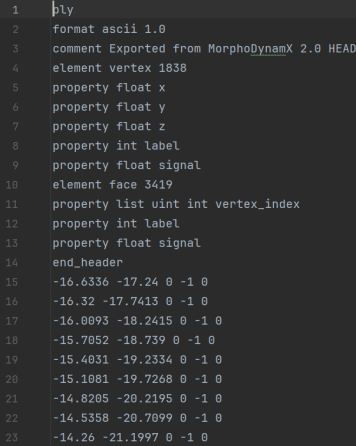 1 ply
2 format ascii 1.0
3 comment Exported from MorphoDynamX 2.0 HEAD
4 element vertex 1838
5 property float x
6 property float y
7 property float z
8 property int label
9 property float signal
10 element face 3419
11 property list uint int vertex_index
12 property int label
13 property float signal
14 end_header
15 -16.6336 -17.24 0 -1 0
16 -16.32 -17.7413 0 -1 0
17 -16.0093 -18.2415 0 -1 0
18 -15.7052 -18.739 0 -1 0
19 -15.4031 -19.2334 0 -1 0
20 -15.1081 -19.7268 0 -1 0
21 -14.8205 -20.2195 0 -1 0
22 -14.5358 -20.7099 0 -1 0
23 -14.26 -21.1997 0 -1 0